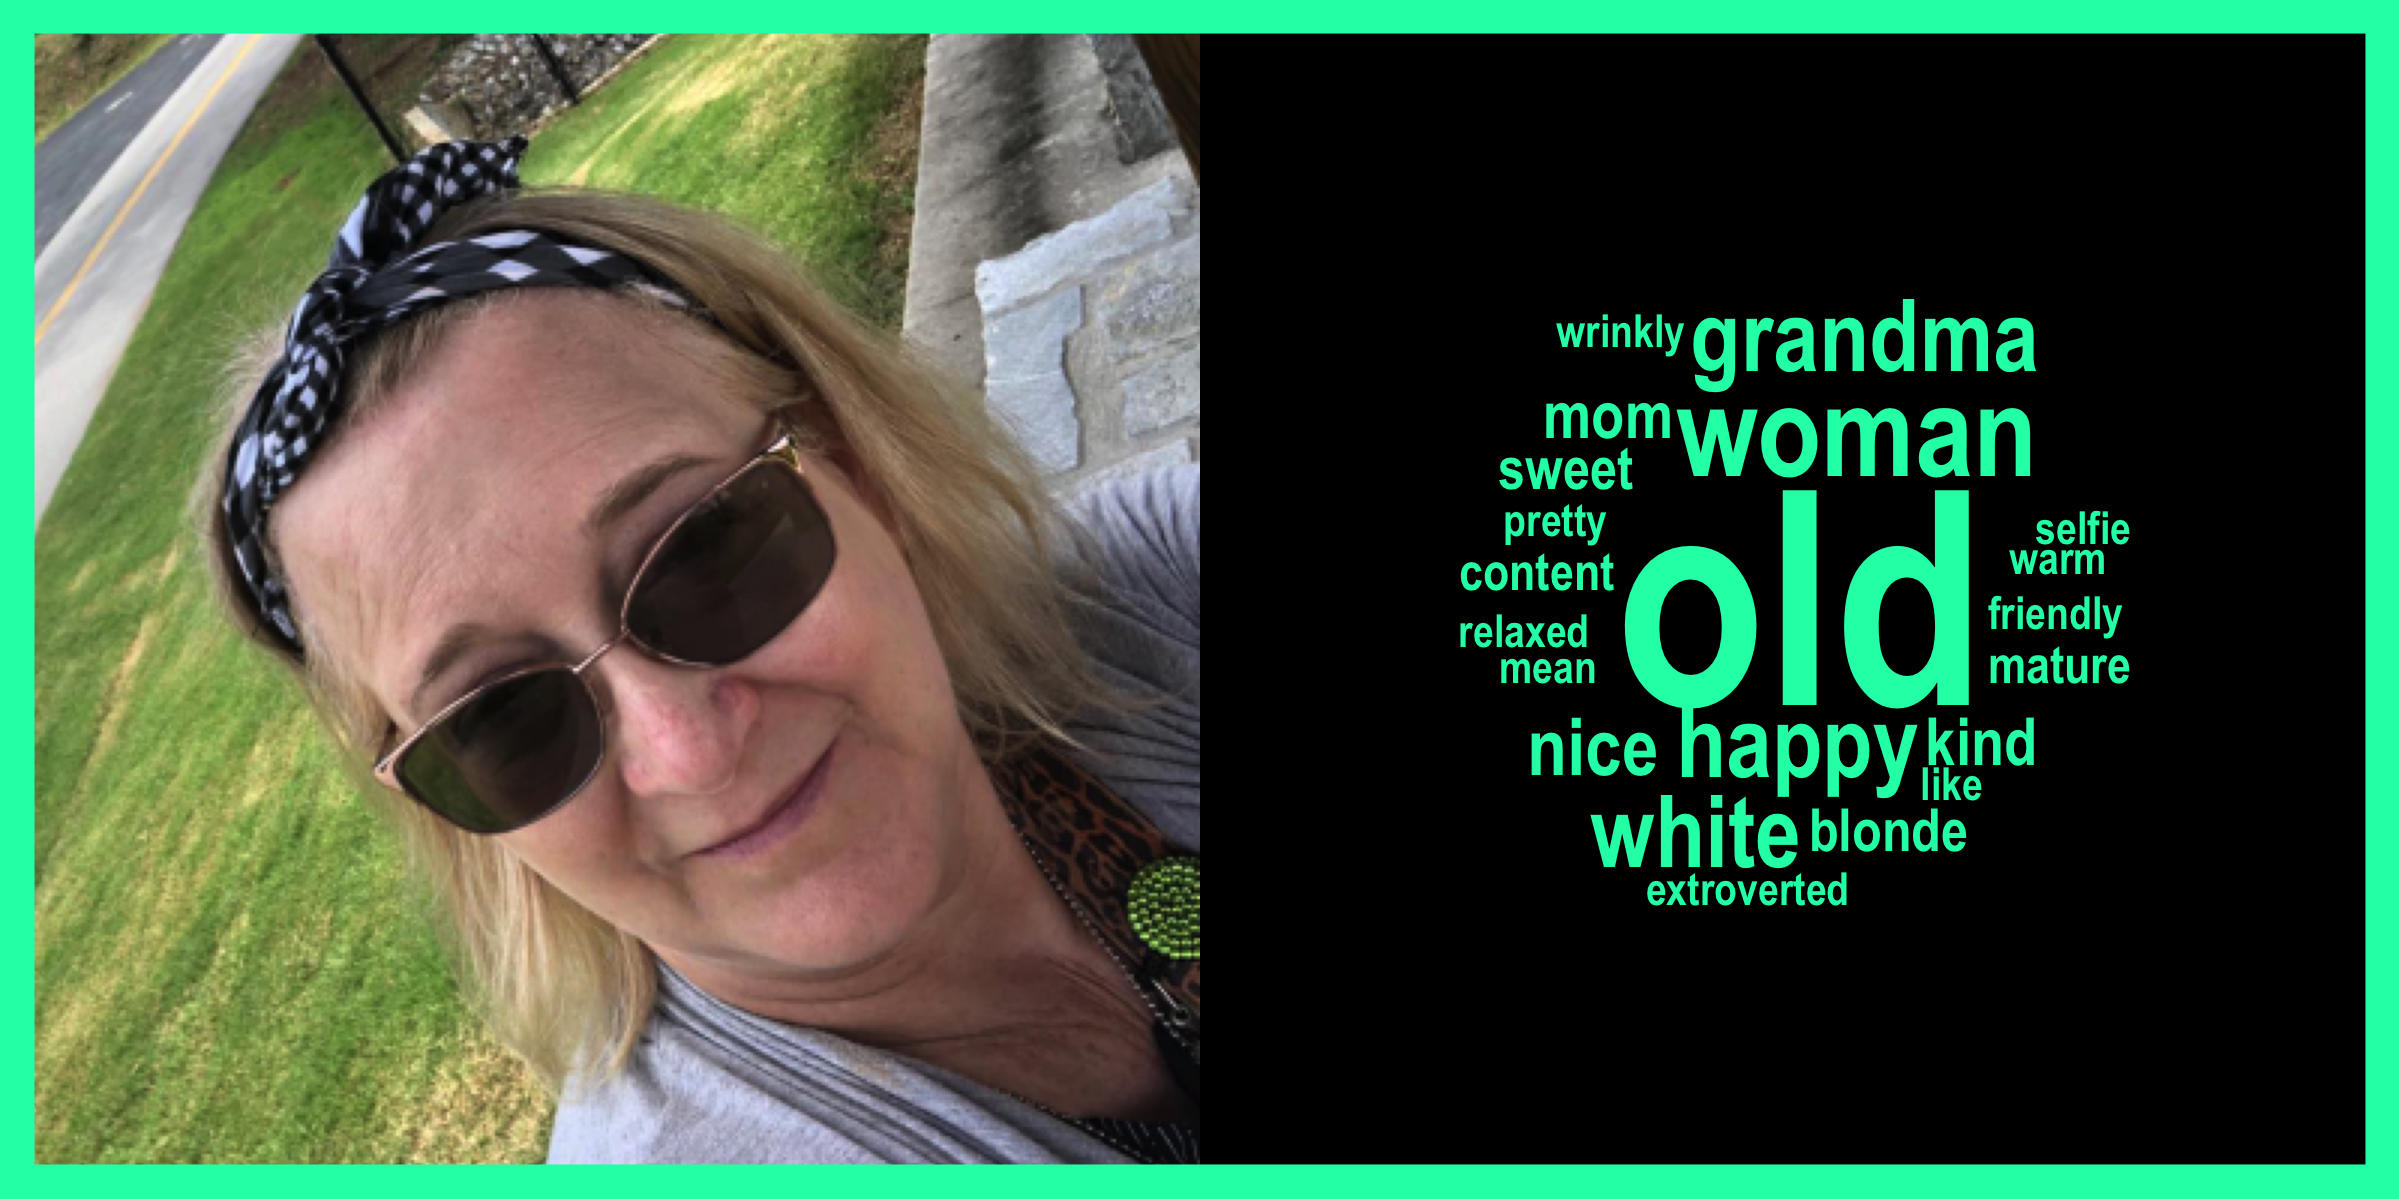 wrinkly grandma
mom woman
sweet
pretty
selfie
warm
content
old
friendly
relaxed
mature
mean
nice happy kind
like
white blonde
extroverted